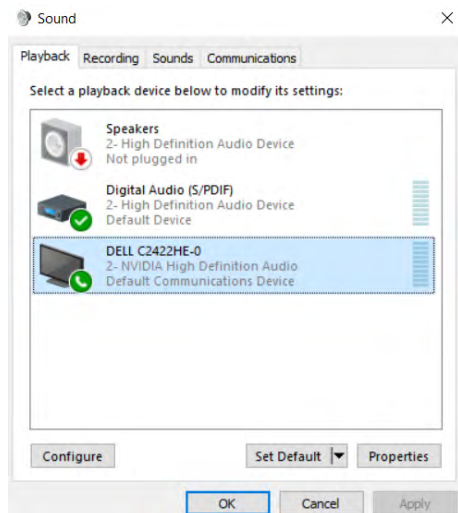 Sound
Playback Recording Sounds Communications
Select a playback device below to modify its settings:
Speakers
2- High Definition Audio Device
Not plugged in
Digital Audio (S/PDIF)
2- High Definition Audio Device
Default Device
DELL C2422HE-0
2- NVIDIA High Definition Audio
Default Communications Device
Configure Set Default Properties
OK Cancel Apply